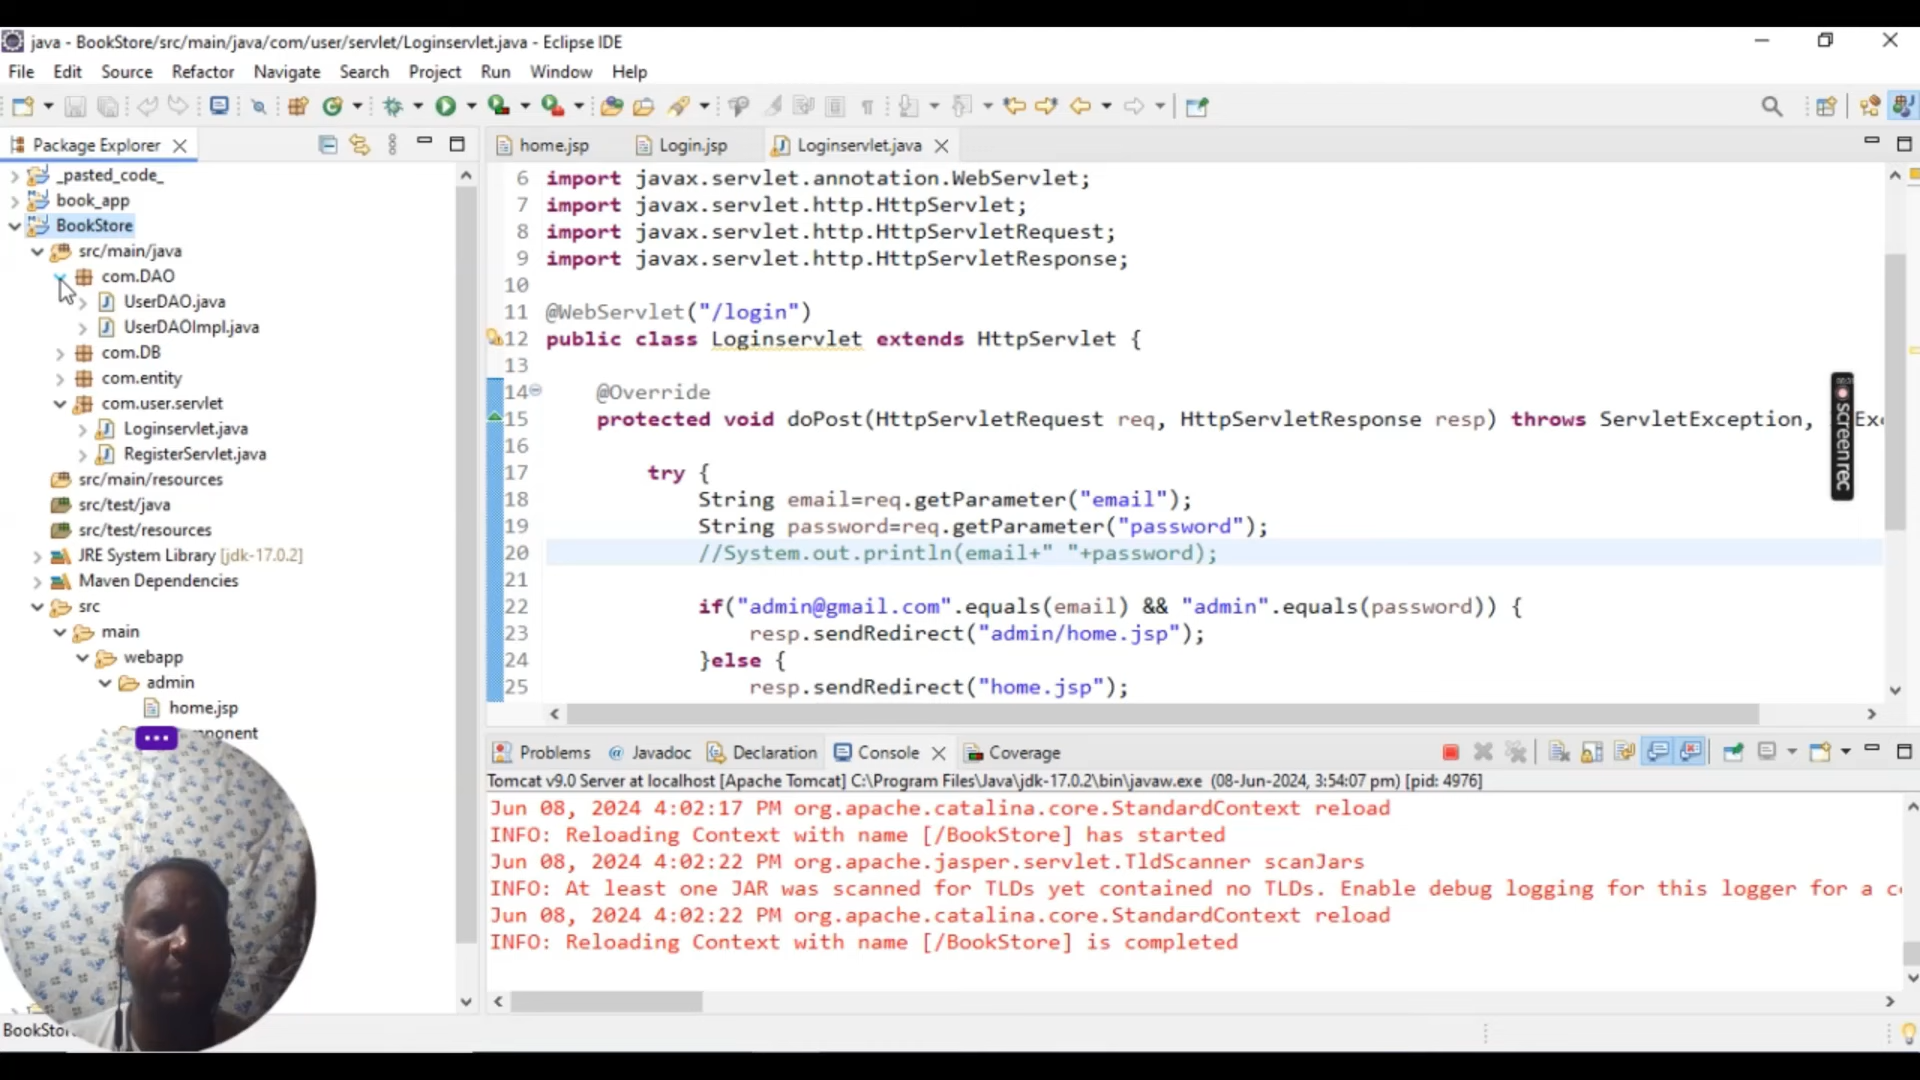 java - BookStore/src/main/java/com/user/servlet/Loginservlet.java - Eclipse IDE
File Edit Source Refactor Navigate Search Project Run Window Help
Package Explorer
home.jsp Login.jsp Loginservlet.java
_pasted_code_
book_app
BookStore
src/main/java
com.DAO
UserDAO.java
UserDAOImpl.java
com.DB
com.entity
com.user.servlet
Loginservlet.java
RegisterServlet.java
src/main/resources
src/test/java
src/test/resources
JRE System Library [jdk-17.0.2]
Maven Dependencies
src
main
webapp
admin
home.jsp
6 import javax.servlet.annotation.WebServlet;
7 import javax.servlet.http.HttpServlet;
8 import javax.servlet.http.HttpServletRequest;
9 import javax.servlet.http.HttpServletResponse;
10
11 @WebServlet("/login")
12 public class Loginservlet extends HttpServlet {
13
14 @Override
15 protected void doPost(HttpServletRequest req, HttpServletResponse resp) throws ServletException,
16
17 try {
18 String email=req.getParameter("email");
19 String password=req.getParameter("password");
20 //System.out.println(email+" "+password);
21
22 if("admin@gmail.com".equals(email) && "admin".equals(password)) {
23 resp.sendRedirect("admin/home.jsp");
24 }else {
25 resp.sendRedirect("home.jsp");
screenrec
Problems Javadoc Declaration Console Coverage
Tomcat v9.0 Server at localhost [Apache Tomcat] C:\Program Files\Java\jdk-17.0.2\bin\javaw.exe (08-Jun-2024, 3:54:07 pm) [pid: 4976]
Jun 08, 2024 4:02:17 PM org.apache.catalina.core.StandardContext reload
INFO: Reloading Context with name [/BookStore] has started
Jun 08, 2024 4:02:22 PM org.apache.jasper.servlet.TldScanner scanJars
INFO: At least one JAR was scanned for TLDs yet contained no TLDs. Enable debug logging for this logger for a
Jun 08, 2024 4:02:22 PM org.apache.catalina.core.StandardContext reload
INFO: Reloading Context with name [/BookStore] is completed